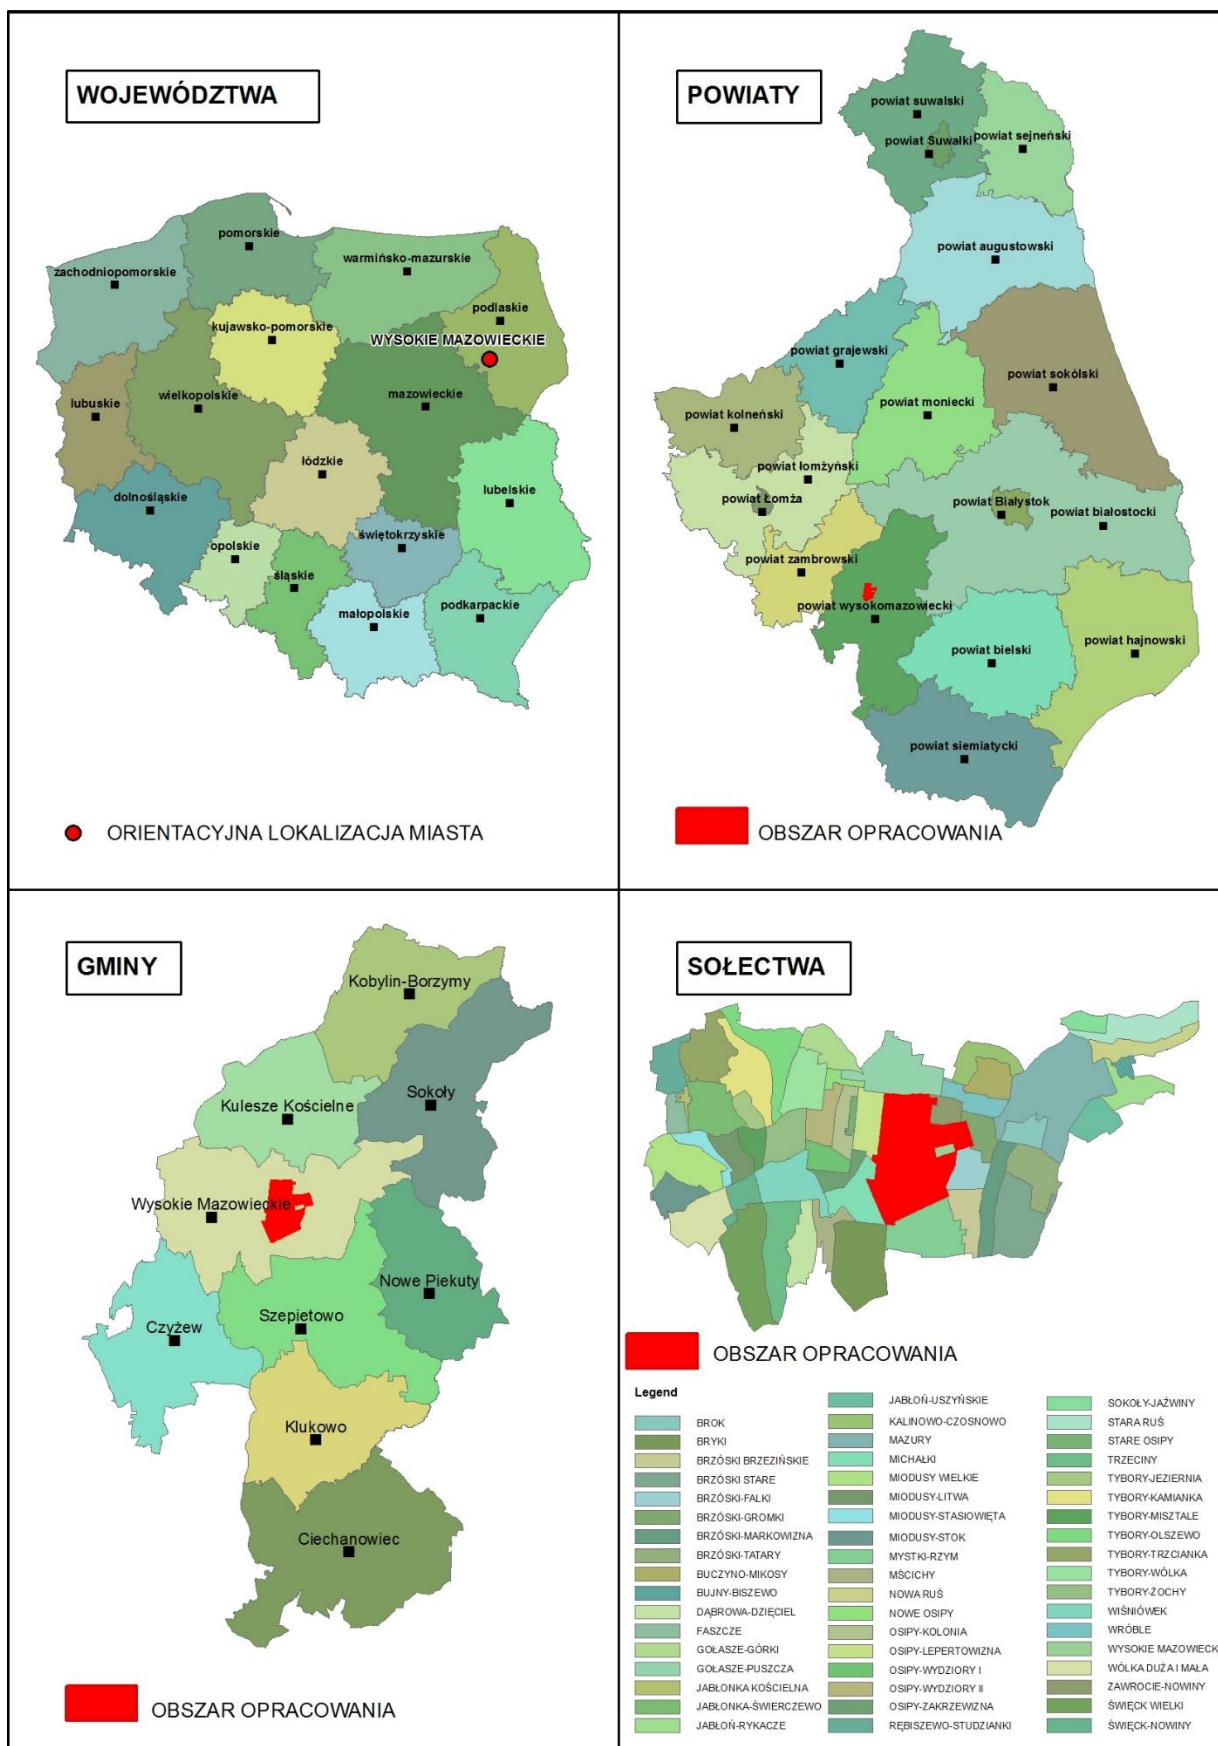 WOJEWÓDZTWA
pomorskie
zachodniopomorskie
warmińsko-mazurskie
podlaskie
kujawsko-pomorskie
WYSOKIE MAZOWIECKIE
lubuskie
wielkopolskie
mazowieckie
łódzkie
lubelskie
dolnośląskie
opolskie
świętokrzyskie
śląskie
małopolskie
podkarpackie
ORIENTACYJNA LOKALIZACJA MIASTA
POWIATY
powiat suwalski
powiat Suwałki
powiat sejneński
powiat augustowski
powiat grajewski
powiat sokólski
powiat kolneński
powiat moniecki
powiat łomżyński
powiat Łomża
powiat Białystok
powiat białostocki
powiat zambrowski
powiat wysokomazowiecki
powiat bielski
powiat hajnowski
powiat siemiatycki
OBSZAR OPRACOWANIA
GMINY
Kobylin-Borzymy
Sokoły
Kulesze Kościelne
Wysokie Mazowieckie
Nowe Piekuty
Szepietowo
Czyżew
Klukowo
Ciechanowiec
OBSZAR OPRACOWANIA
SOŁECTWA
OBSZAR OPRACOWANIA
Legend
BROK
BRYKI
BRZÓSKI BRZEZIŃSKIE
BRZÓSKI STARE
BRZÓSKI-FALKI
BRZÓSKI-GROMKI
BRZÓSKI-MARKOWIZNA
BRZÓSKI-TATARY
BUCZYNO-MIKOSY
BUJNY-BISZEWO
DĄBROWA-DZIĘCIEL
FASZCZE
GOŁASZE-GÓRKI
GOŁASZE-PUSZCZA
JABŁONKA KOŚCIELNA
JABŁONKA-ŚWIERCZEWO
JABŁOŃ-RYKACZE
JABŁOŃ-USZYŃSKIE
KALINOWO-CZOSNOWO
MAZURY
MICHAŁKI
MIODUSY WIELKIE
MIODUSY-LITWA
MIODUSY-STASIOWIĘTA
MIODUSY-STOK
MYSTKI-RZYM
MŚCICHY
NOWA RUŚ
NOWE OSIPY
OSIPY-KOLONIA
OSIPY-LEPERTOWIZNA
OSIPY-WYDZIORY I
OSIPY-WYDZIORY II
OSIPY-ZAKRZEWIZNA
RĘBISZEWO-STUDZIANKI
SOKOŁY-JAŹWINY
STARA RUŚ
STARE OSIPY
TRZECINY
TYBORY-JEZIERNIA
TYBORY-KAMIANKA
TYBORY-MISZTALE
TYBORY-OLSZEWO
TYBORY-TRZCIANKA
TYBORY-WÓLKA
TYBORY-ŻOCHY
WIŚNIÓWEK
WRÓBLE
WYSOKIE MAZOWIECK
WÓLKA DUŻA I MAŁA
ZAWROCIE-NOWINY
ŚWIĘCK WIELKI
ŚWIĘCK-NOWINY